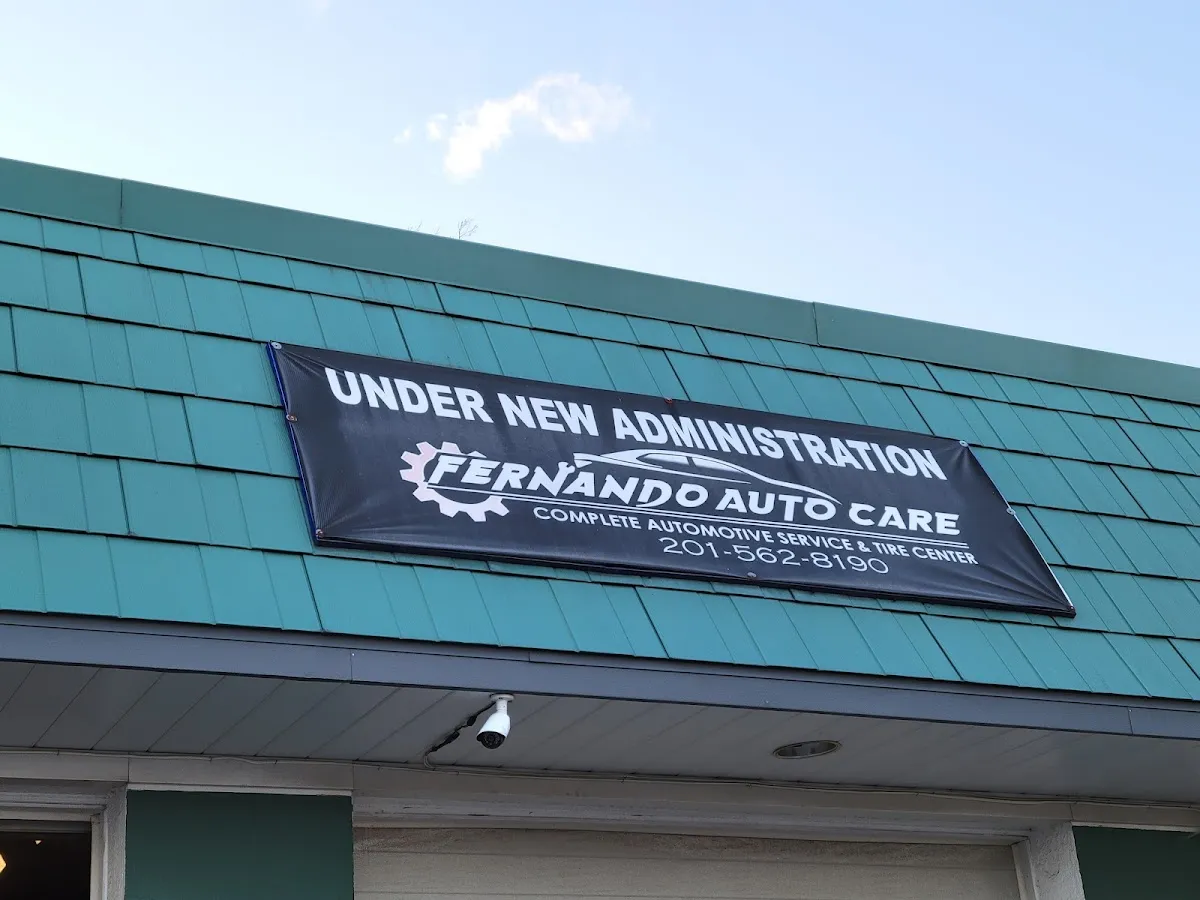 UNDER NEW ADMINISTRATION
FERNANDO AUTO CARE
COMPLETE AUTOMOTIVE SERVICE & TIRE CENTER
201-562-8190